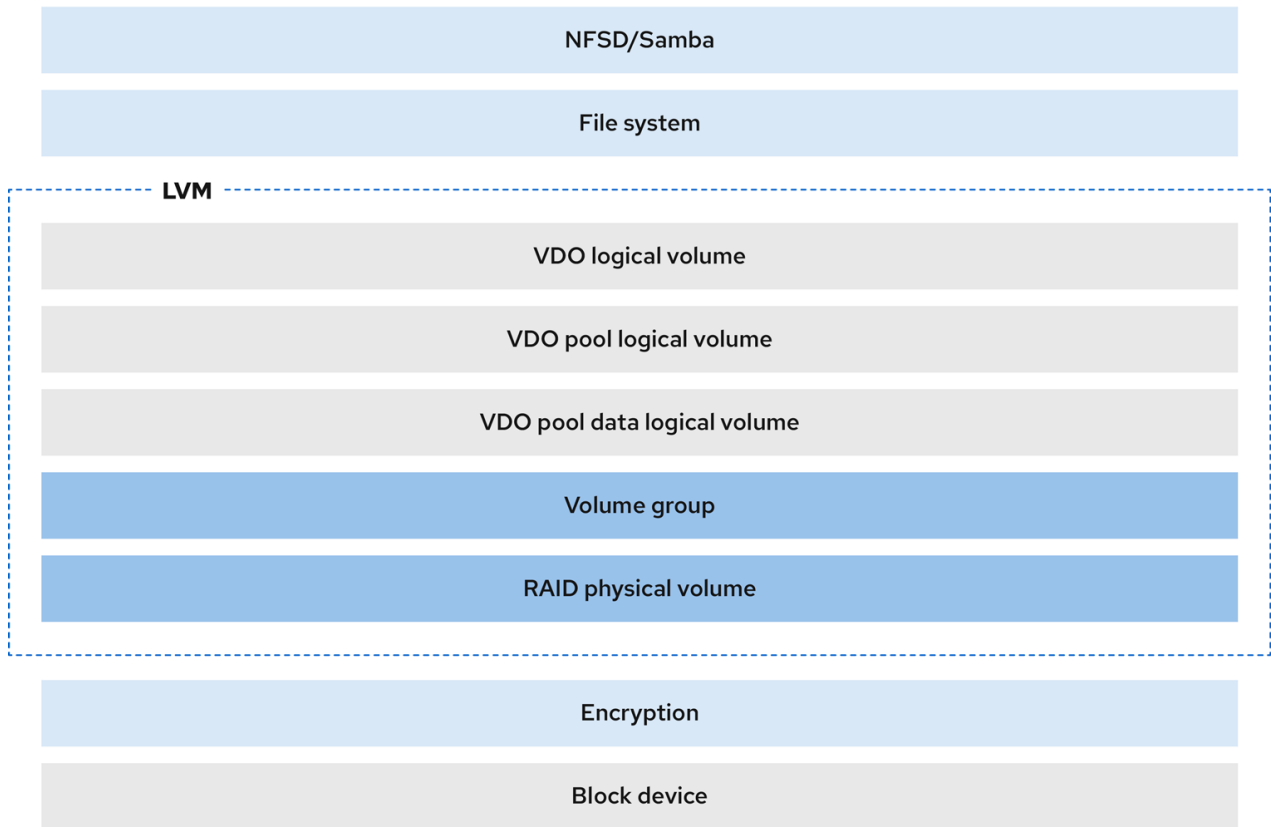 NFSD/Samba
File system
LVM
VDO logical volume
VDO pool logical volume
VDO pool data logical volume
Volume group
RAID physical volume
Encryption
Block device